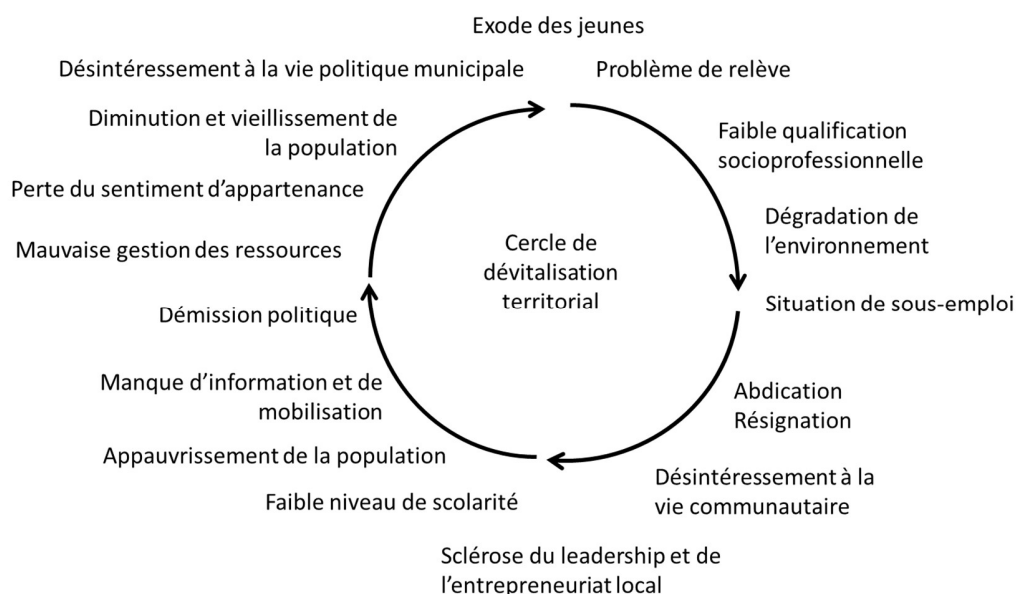 Exode des jeunes
Problème de relève
Faible qualification
socioprofessionnelle
Dégradation de
l'environnement
Situation de sous-emploi
Abdication
Résignation
Désintéressement à la
vie communautaire
Sclérose du leadership et de
l'entrepreneuriat local
Faible niveau de scolarité
Appauvrissement de la population
Manque d'information et de
mobilisation
Démission politique
Mauvaise gestion des ressources
Perte du sentiment d'appartenance
Diminution et vieillissement de
la population
Désintéressement à la vie politique municipale
Cercle de
dévitalisation
territorial